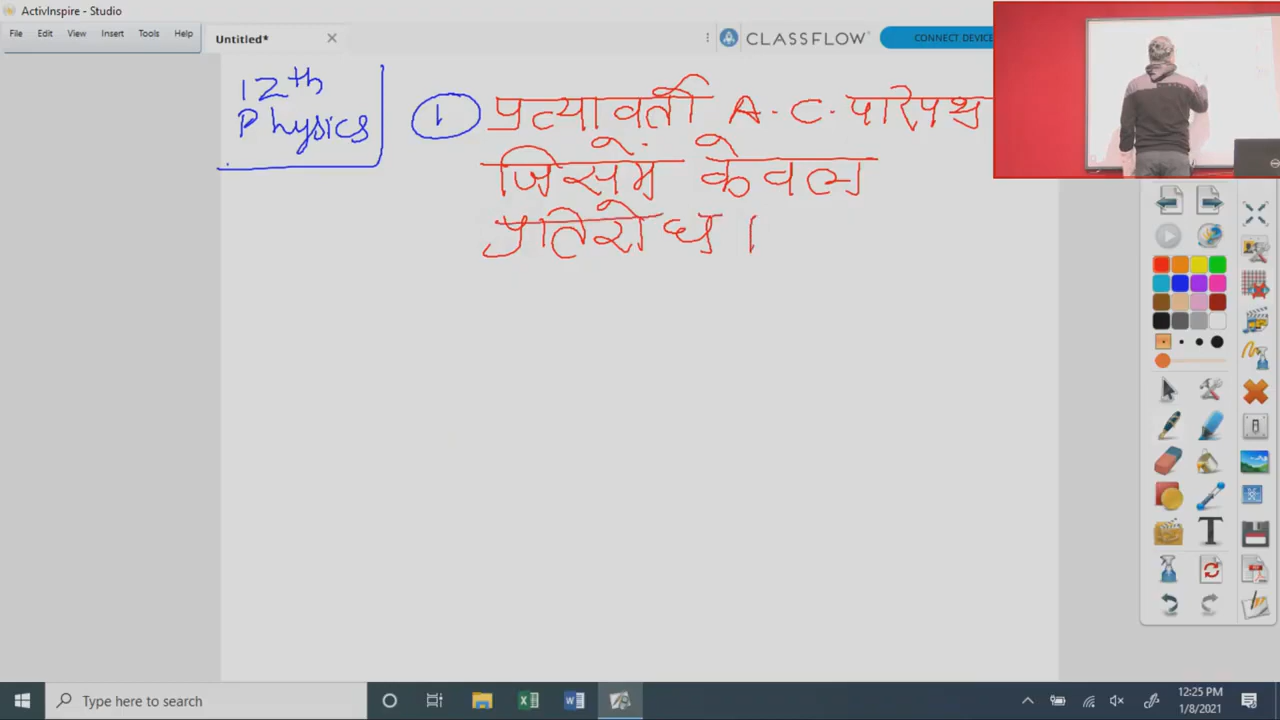 ActivInspire - Studio
File Edit View Insert Tools Help
Untitled*
CLASSFLOW
CONNECT DEVICE
12th
Physics
1 प्रत्यावर्ती A.C. परिपथ
जिसमें केवल
प्रतिरोध।
T
Type here to search
12:25 PM
1/8/2021